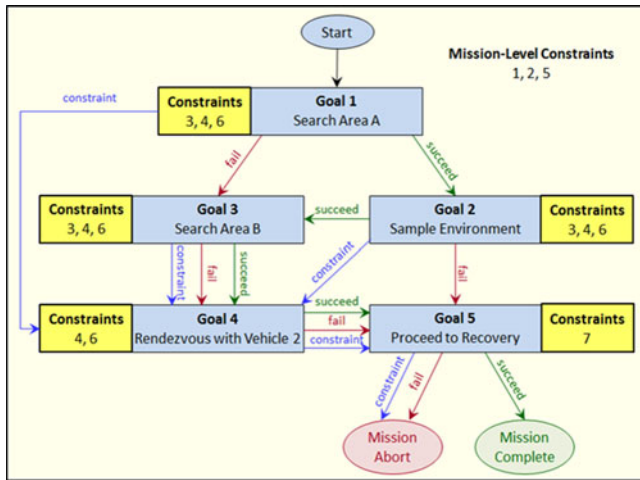 Start
Mission-Level Constraints
1, 2, 5
constraint
Constraints
3, 4, 6
Goal 1
Search Area A
fail
succeed
Constraints
3, 4, 6
Goal 3
Search Area B
succeed
Goal 2
Sample Environment
Constraints
3, 4, 6
constraint
fail
succeed
constraint
fail
Constraints
4, 6
Goal 4
Rendezvous with Vehicle 2
succeed
fail
constraint
Goal 5
Proceed to Recovery
Constraints
7
constraint
fail
succeed
Mission
Abort
Mission
Complete